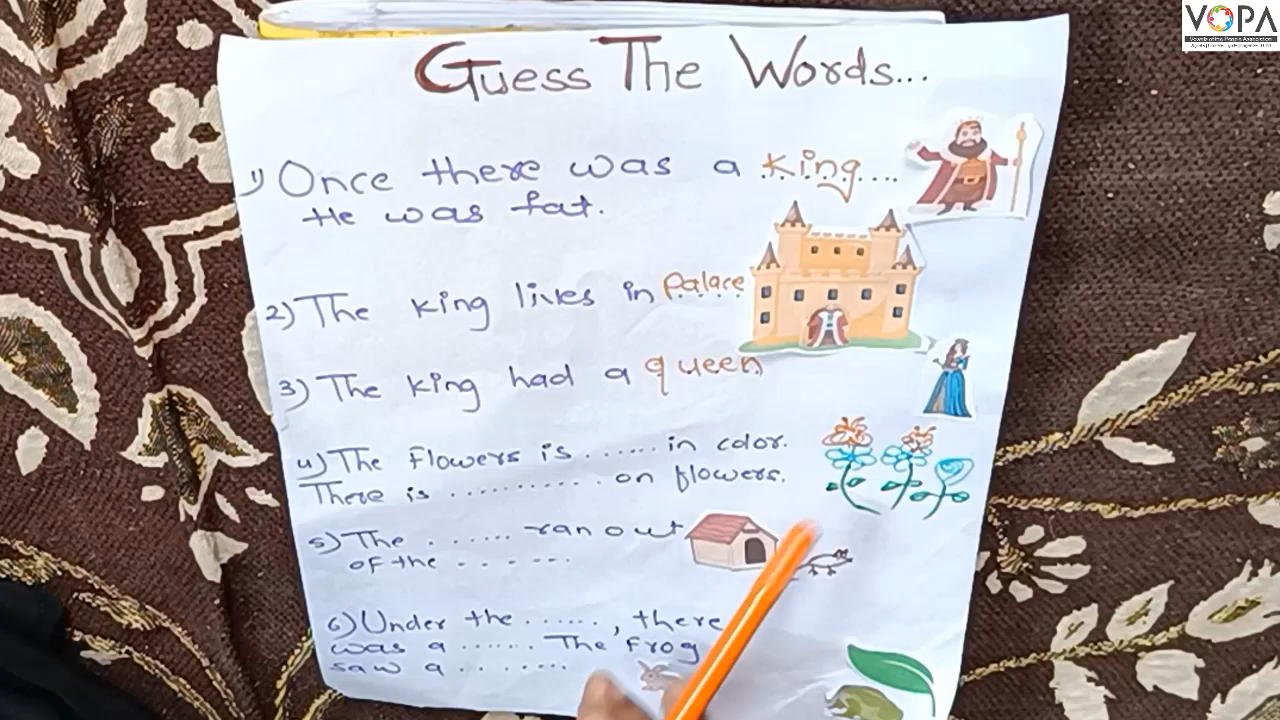 VOPA
Guess The Words...
1) Once there was a .king....
He was fat.
2) The king lives in Palace
3) The king had a queen
4) The flowers is ...... in color.
There is .......... on flowers.
5) The ....... ran out
of the .......
6) Under the ......, there
was a ...... The frog
saw a ........